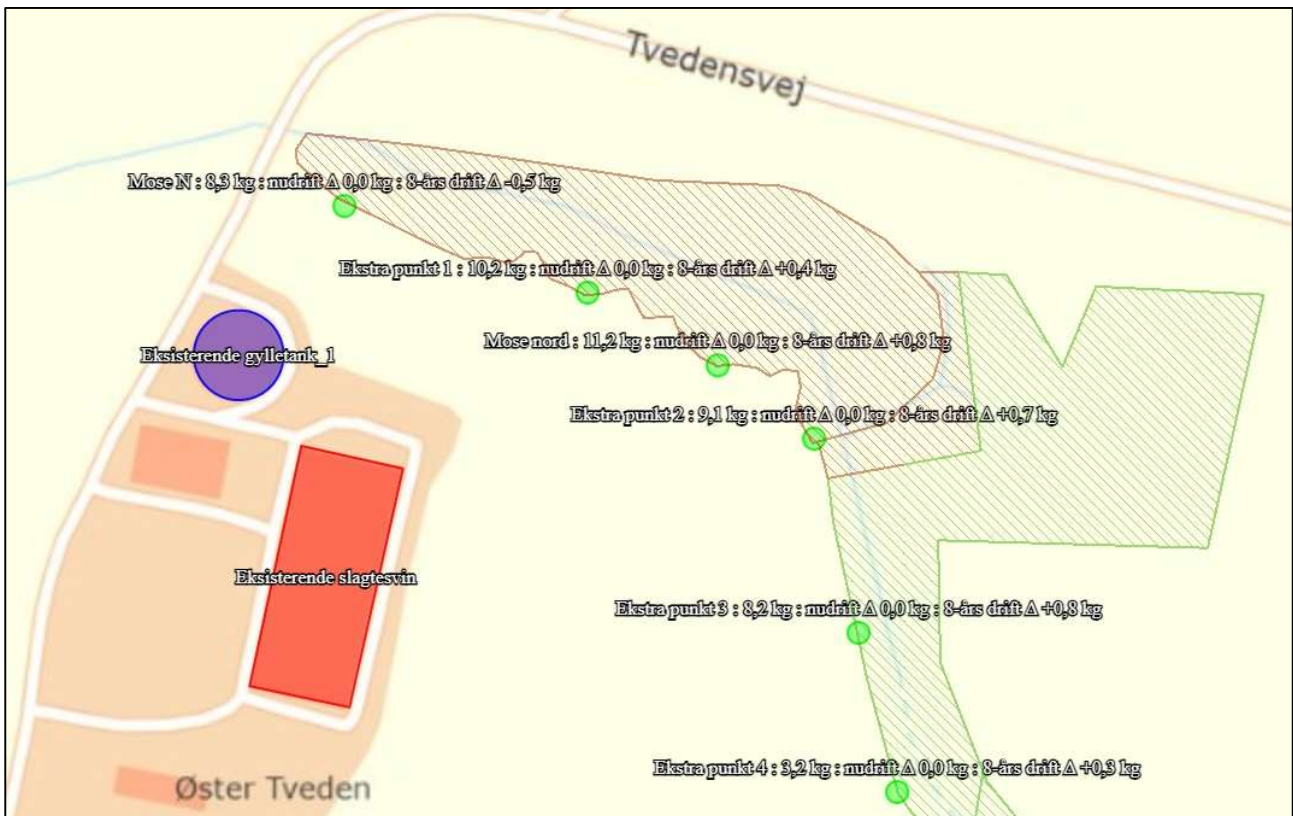 Tvedensvej
Mose N : 8,3 kg : nudrift Δ 0,0 kg : 8-års drift Δ -0,5 kg
Ekstra punkt 1 : 10,2 kg : nudrift Δ 0,0 kg : 8-års drift Δ +0,4 kg
Mose nord : 11,2 kg : nudrift Δ 0,0 kg : 8-års drift Δ +0,8 kg
Eksisterende gylletank_1
Ekstra punkt 2 : 9,1 kg : nudrift Δ 0,0 kg : 8-års drift Δ +0,7 kg
Eksisterende slagtesvin
Ekstra punkt 3 : 8,2 kg : nudrift Δ 0,0 kg : 8-års drift Δ +0,8 kg
Ekstra punkt 4 : 3,2 kg : nudrift Δ 0,0 kg : 8-års drift Δ +0,3 kg
Øster Tveden